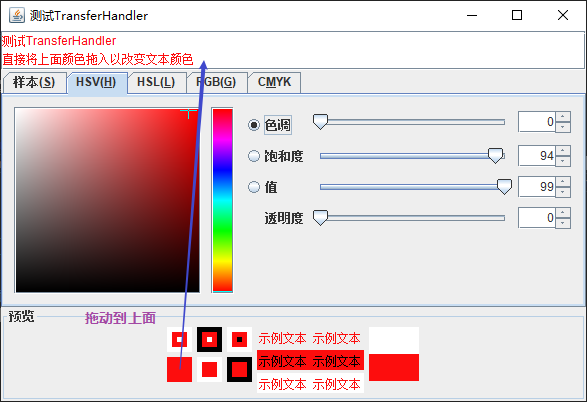 测试TransferHandler
测试TransferHandler
直接将上面颜色拖入以改变文本颜色
样本(S) HSV(H) HSL(L) RGB(G) CMYK
色调 0
饱和度 94
值 99
透明度 0
预览
拖动到上面
示例文本 示例文本
示例文本 示例文本
示例文本 示例文本